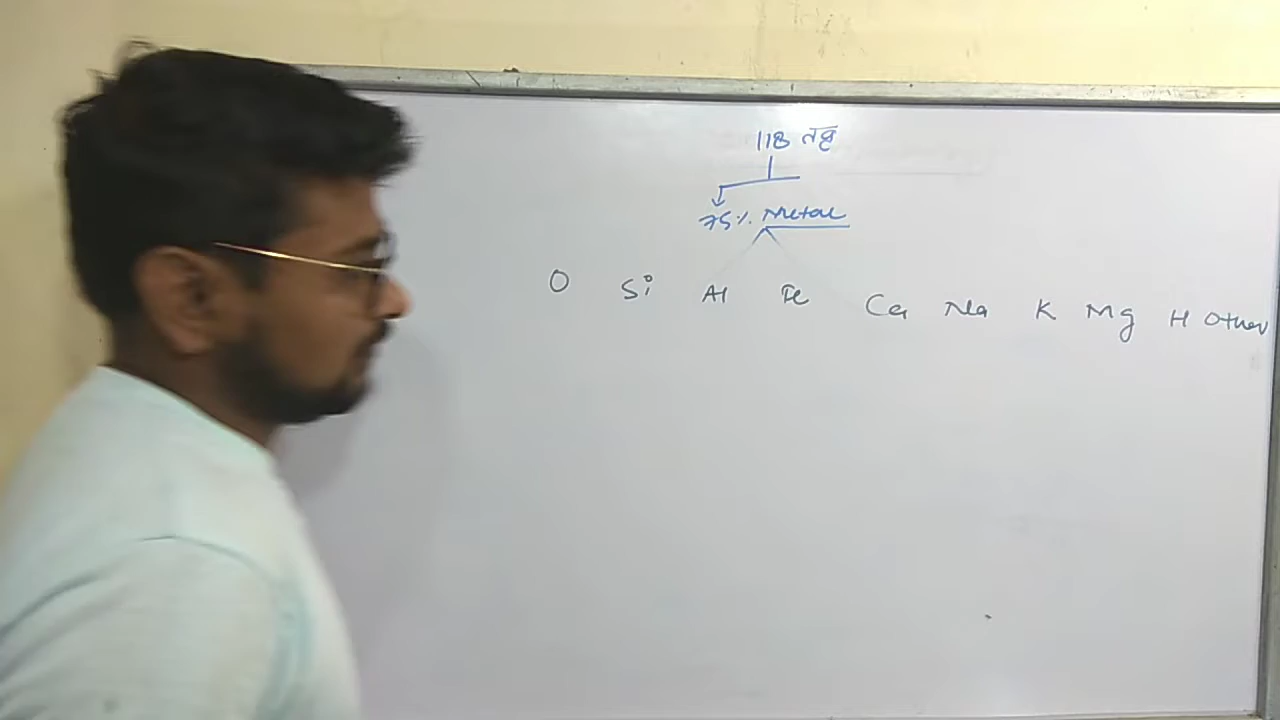 118 तत्व
75% Metal
O Si Al Fe Ca Na K Mg H Other